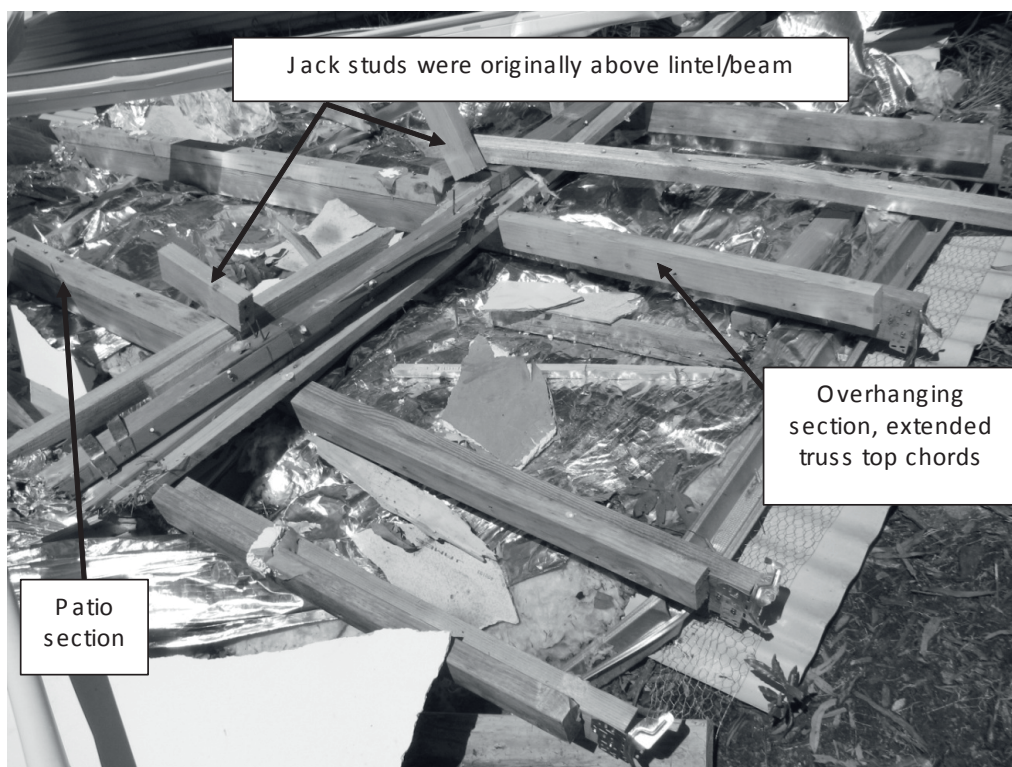 Jack studs were originally above lintel/beam
Overhanging
section, extended
truss top chords
Patio
section